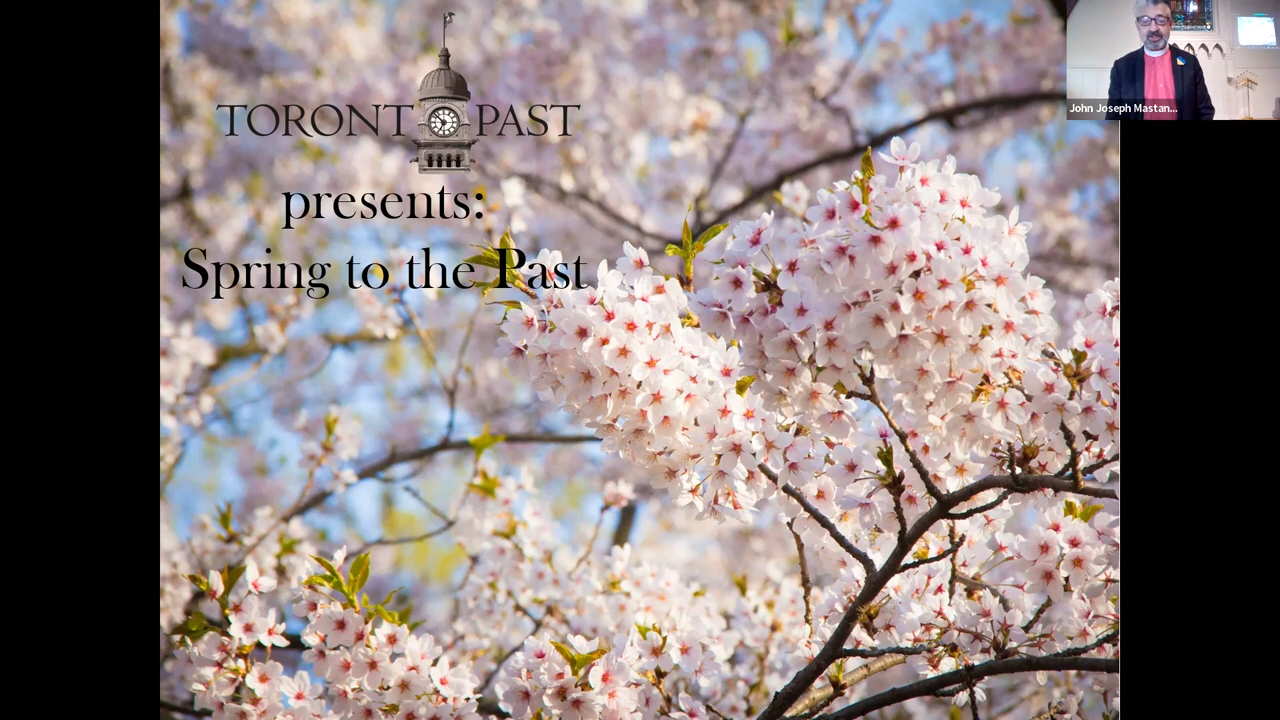 TORONTO PAST
presents:
Spring to the Past
John Joseph Mastan...